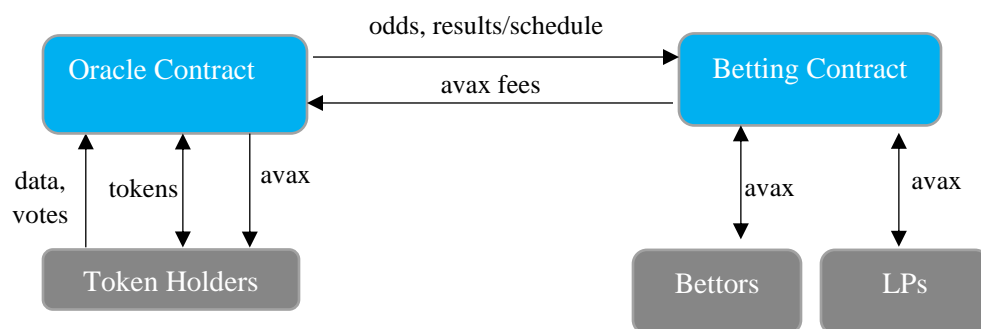 odds, results/schedule
Oracle Contract
Betting Contract
avax fees
data,
votes
tokens
avax
avax
avax
Token Holders
Bettors
LPs